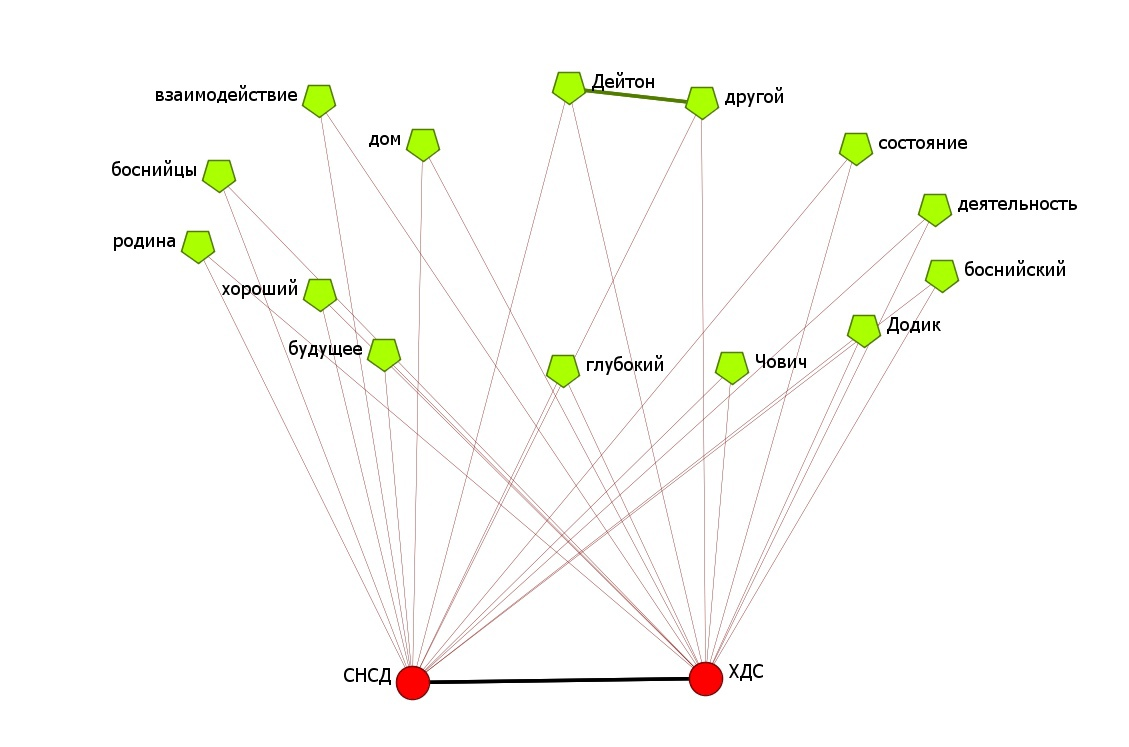 Дейтон
взаимодействие
другой
дом
состояние
боснийцы
деятельность
родина
боснийский
хороший
Додик
будущее
глубокий
Чович
СНСД
ХДС